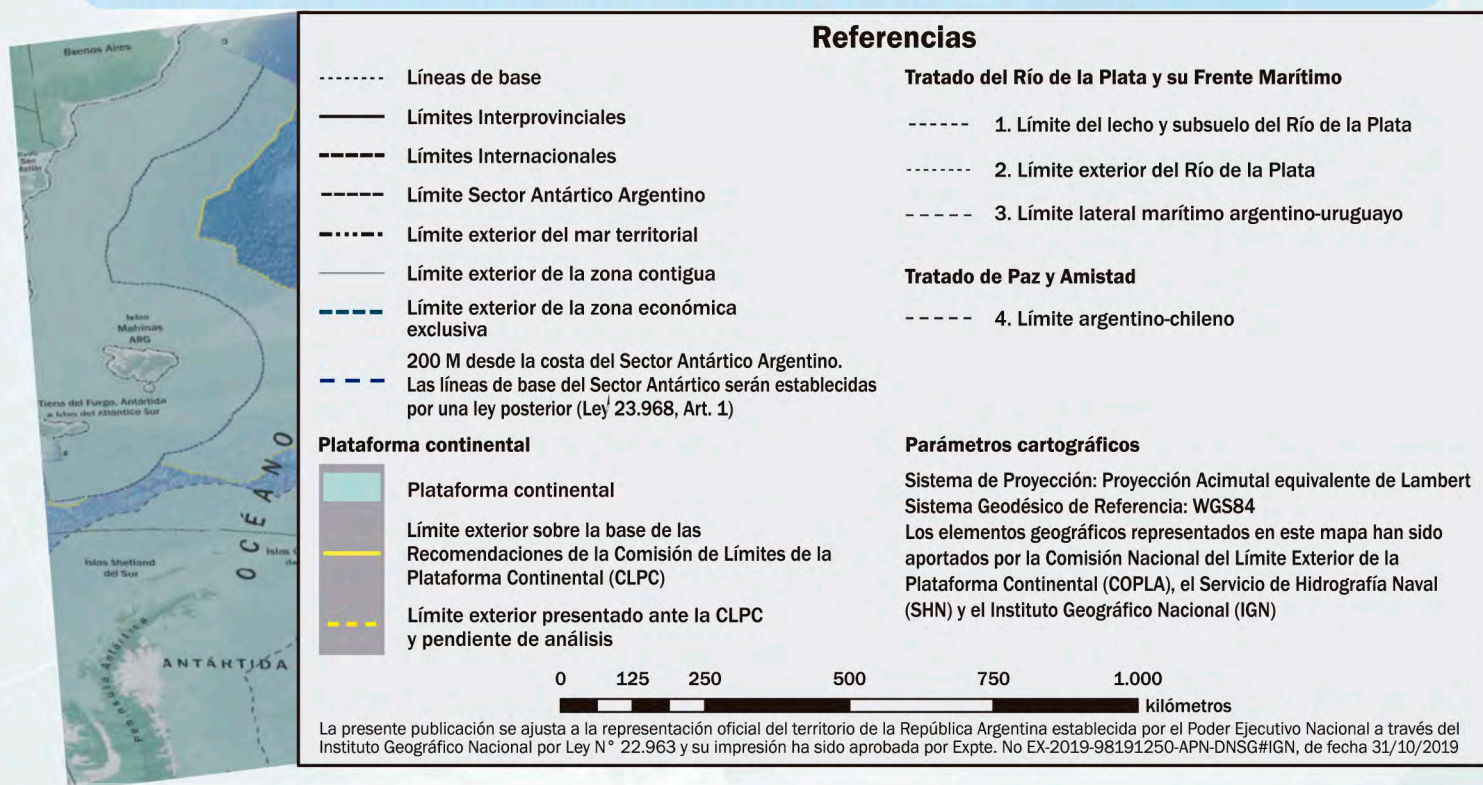 Referencias
Líneas de base
Límites Interprovinciales
Límites Internacionales
Límite Sector Antártico Argentino
Límite exterior del mar territorial
Límite exterior de la zona contigua
Límite exterior de la zona económica
exclusiva
200 M desde la costa del Sector Antártico Argentino.
Las líneas de base del Sector Antártico serán establecidas
por una ley posterior (Ley 23.968, Art. 1)
Tratado del Río de la Plata y su Frente Marítimo
1. Límite del lecho y subsuelo del Río de la Plata
2. Límite exterior del Río de la Plata
3. Límite lateral marítimo argentino-uruguayo
Tratado de Paz y Amistad
4. Límite argentino-chileno
Plataforma continental
Plataforma continental
Límite exterior sobre la base de las
Recomendaciones de la Comisión de Límites de la
Plataforma Continental (CLPC)
Límite exterior presentado ante la CLPC
y pendiente de análisis
Parámetros cartográficos
Sistema de Proyección: Proyección Acimutal equivalente de Lambert
Sistema Geodésico de Referencia: WGS84
Los elementos geográficos representados en este mapa han sido
aportados por la Comisión Nacional del Límite Exterior de la
Plataforma Continental (COPLA), el Servicio de Hidrografía Naval
(SHN) y el Instituto Geográfico Nacional (IGN)
0 125 250 500 750 1.000
kilómetros
La presente publicación se ajusta a la representación oficial del territorio de la República Argentina establecida por el Poder Ejecutivo Nacional a través del
Instituto Geográfico Nacional por Ley N° 22.963 y su impresión ha sido aprobada por Expte. No EX-2019-98191250-APN-DNSG#IGN, de fecha 31/10/2019
Buenos Aires
3
Golfo
San
Matías
Islas
Malvinas
ARG
Tierra del Fuego, Antártida
e Islas del Atlántico Sur
4
OCÉANO
Islas Shetland
del Sur
Islas
Península Antártica
ANTÁRTIDA